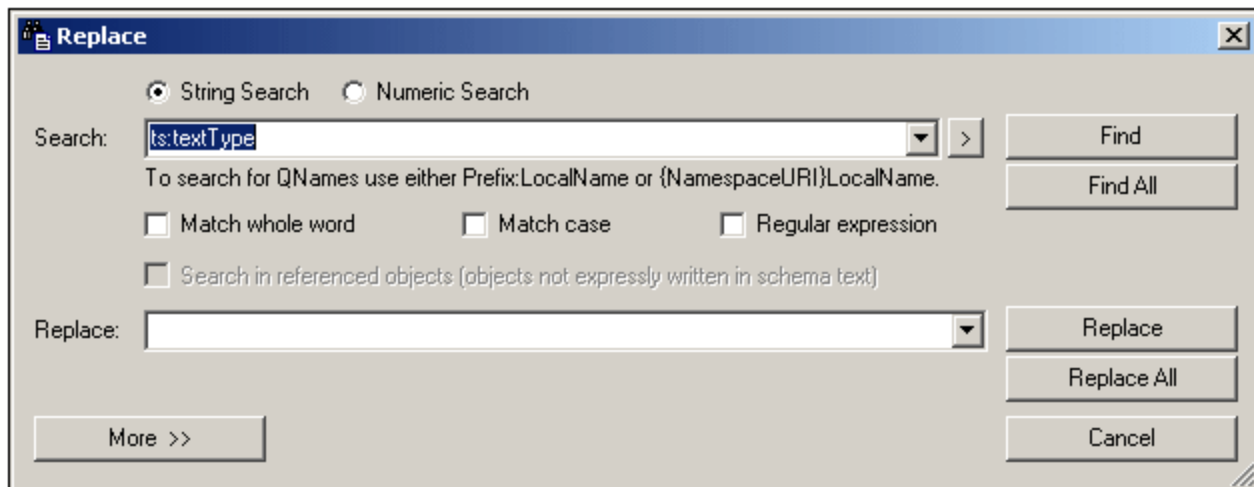 Replace
String Search Numeric Search
Search: ts:textType > Find
To search for QNames use either Prefix:LocalName or {NamespaceURI}LocalName.
Find All
Match whole word Match case Regular expression
Search in referenced objects (objects not expressly written in schema text)
Replace: Replace
Replace All
More >> Cancel